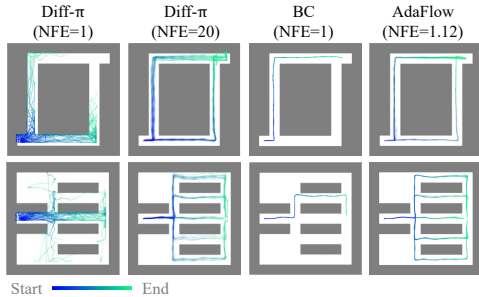 Diff-π Diff-π BC AdaFlow
(NFE=1) (NFE=20) (NFE=1) (NFE=1.12)
Start End